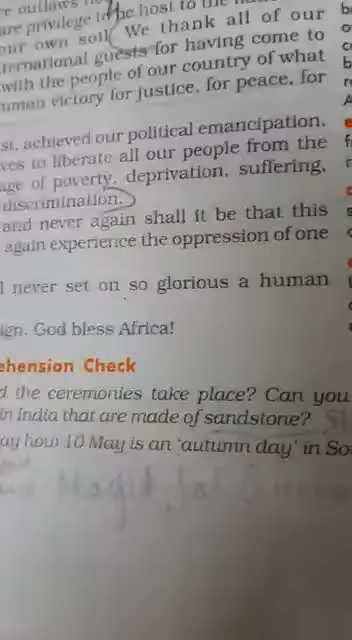 re outlaws
are privilege to be host to the
our own soil. We thank all of our
ternational guests for having come to
with the people of our country of what
uman victory for justice, for peace, for
st, achieved our political emancipation.
ves to liberate all our people from the
age of poverty, deprivation, suffering,
discrimination.
and never again shall it be that this
again experience the oppression of one
l never set on so glorious a human
ign. God bless Africa!
ehension Check
d the ceremonies take place? Can you
in India that are made of sandstone?
ay how 10 May is an 'autumn day' in So